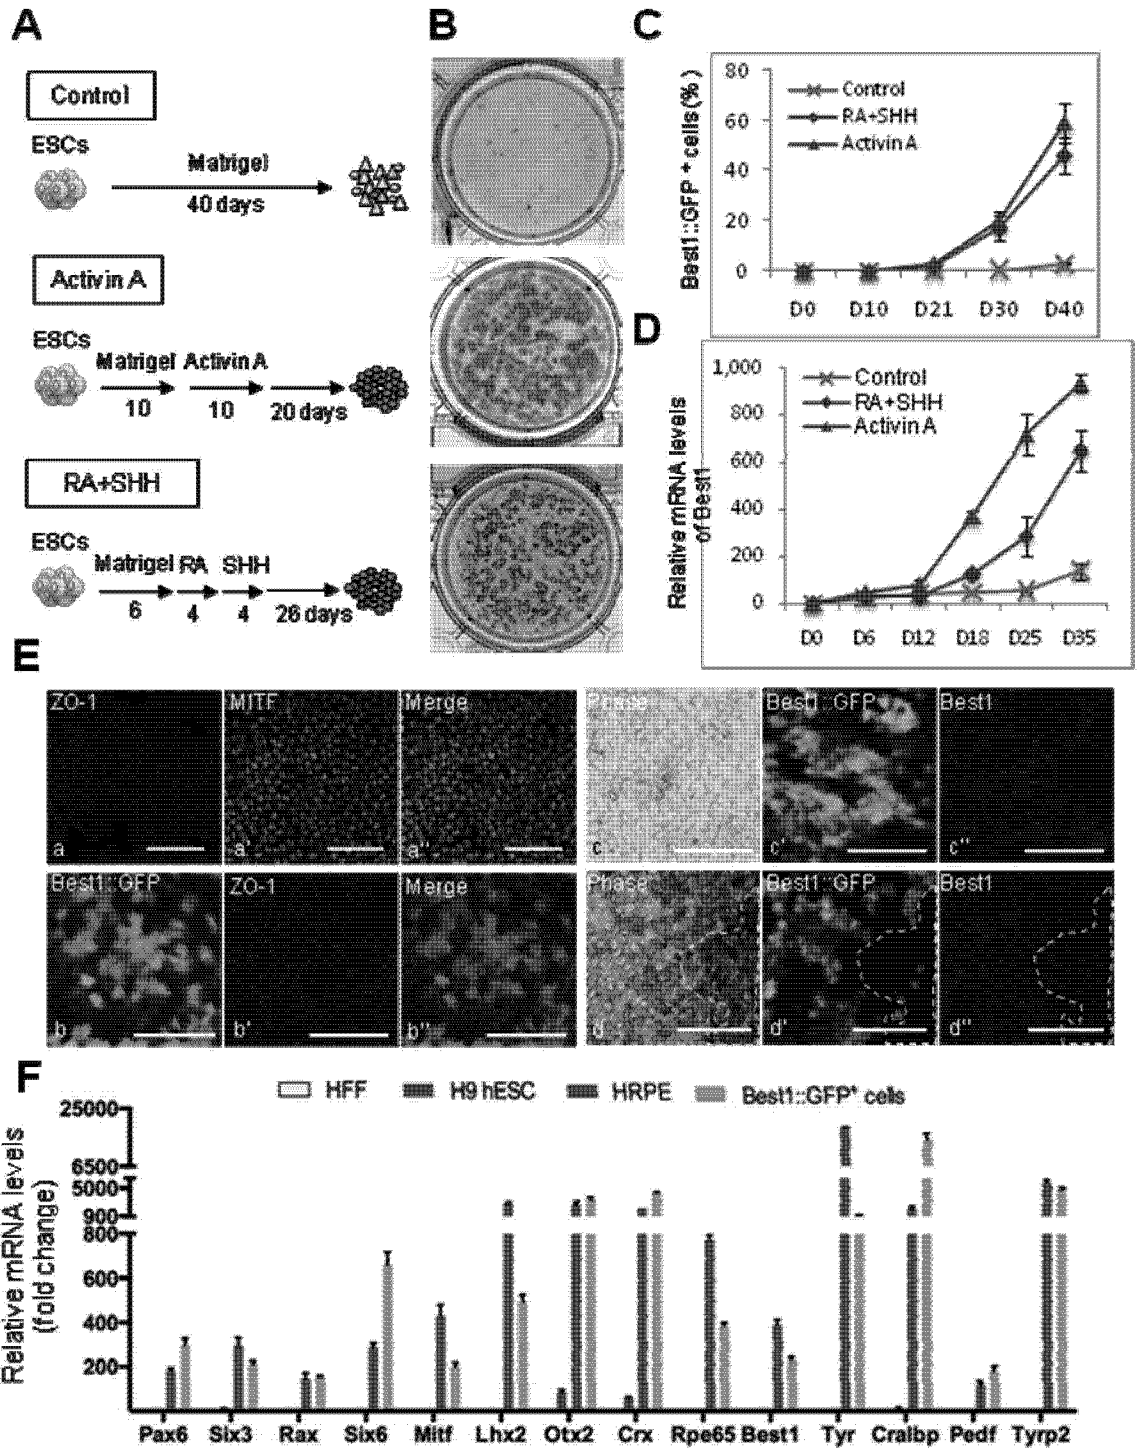 A
Control
ESCs
Matrigel
40 days
Activin A
ESCs
Matrigel Activin A
10 10 20 days
RA+SHH
ESCs
Matrigel RA SHH
6 4 4 26 days
B
C
Best1::GFP + cells (%)
80
60
40
20
0
Control
RA+SHH
Activin A
D0 D10 D21 D30 D40
D
Relative mRNA levels
of Best1
1,000
800
600
400
200
0
Control
RA+SHH
Activin A
D0 D6 D12 D18 D25 D35
E
ZO-1 MITF Merge Phase Best1::GFP Best1
a a' a" c c' c"
Best1::GFP ZO-1 Merge Phase Best1::GFP Best1
b b' b" d d' d"
F
HFF H9 hESC HRPE Best1::GFP+ cells
Relative mRNA levels
(fold change)
25000
6500
5000
900
800
600
400
200
Pax6 Six3 Rax Six6 Mitf Lhx2 Otx2 Crx Rpe65 Best1 Tyr Cralbp Pedf Tyrp2